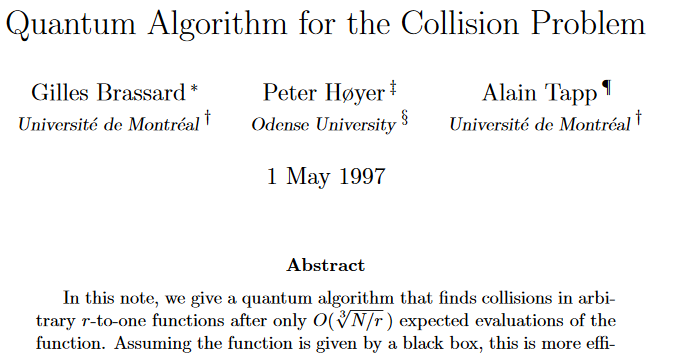 Quantum Algorithm for the Collision Problem
Gilles Brassard * Peter Høyer ‡ Alain Tapp ¶
Université de Montréal † Odense University § Université de Montréal †
1 May 1997
Abstract
In this note, we give a quantum algorithm that finds collisions in arbi-
trary r-to-one functions after only O(∛N/r) expected evaluations of the
function. Assuming the function is given by a black box, this is more effi-